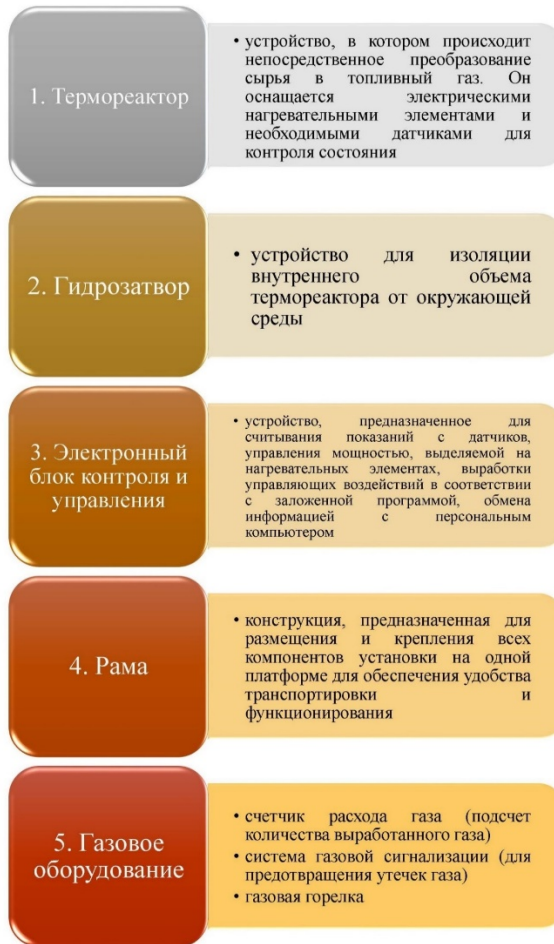 1. Термореактор
• устройство, в котором происходит
непосредственное преобразование
сырья в топливный газ. Он
оснащается электрическими
нагревательными элементами и
необходимыми датчиками для
контроля состояния
2. Гидрозатвор
• устройство для изоляции
внутреннего объема
термореактора от окружающей
среды
3. Электронный
блок контроля и
управления
• устройство, предназначенное для
считывания показаний с датчиков,
управления мощностью, выделяемой на
нагревательных элементах, выработки
управляющих воздействий в соответствии
с заложенной программой, обмена
информацией с персональным
компьютером
4. Рама
• конструкция, предназначенная для
размещения и крепления всех
компонентов установки на одной
платформе для обеспечения удобства
транспортировки и
функционирования
5. Газовое
оборудование
• счетчик расхода газа (подсчет
количества выработанного газа)
• система газовой сигнализации (для
предотвращения утечек газа)
• газовая горелка